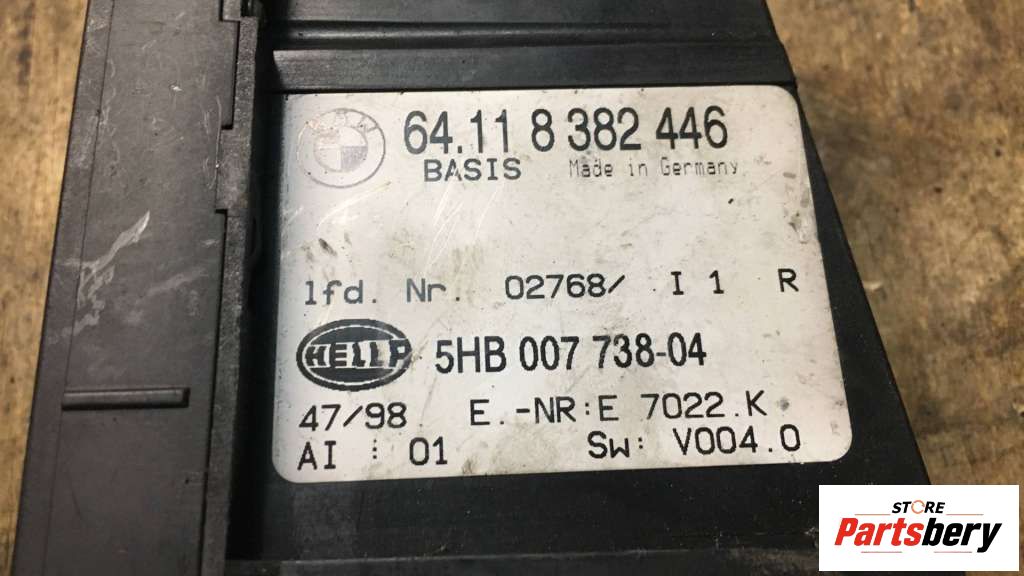 64.11 8 382 446
BASIS Made in Germany
lfd. Nr. 02768/ I 1 R
HELLA 5HB 007 738-04
47/98 E.-NR:E 7022.K
AI : 01 Sw: V004.0
STORE
Partsbery